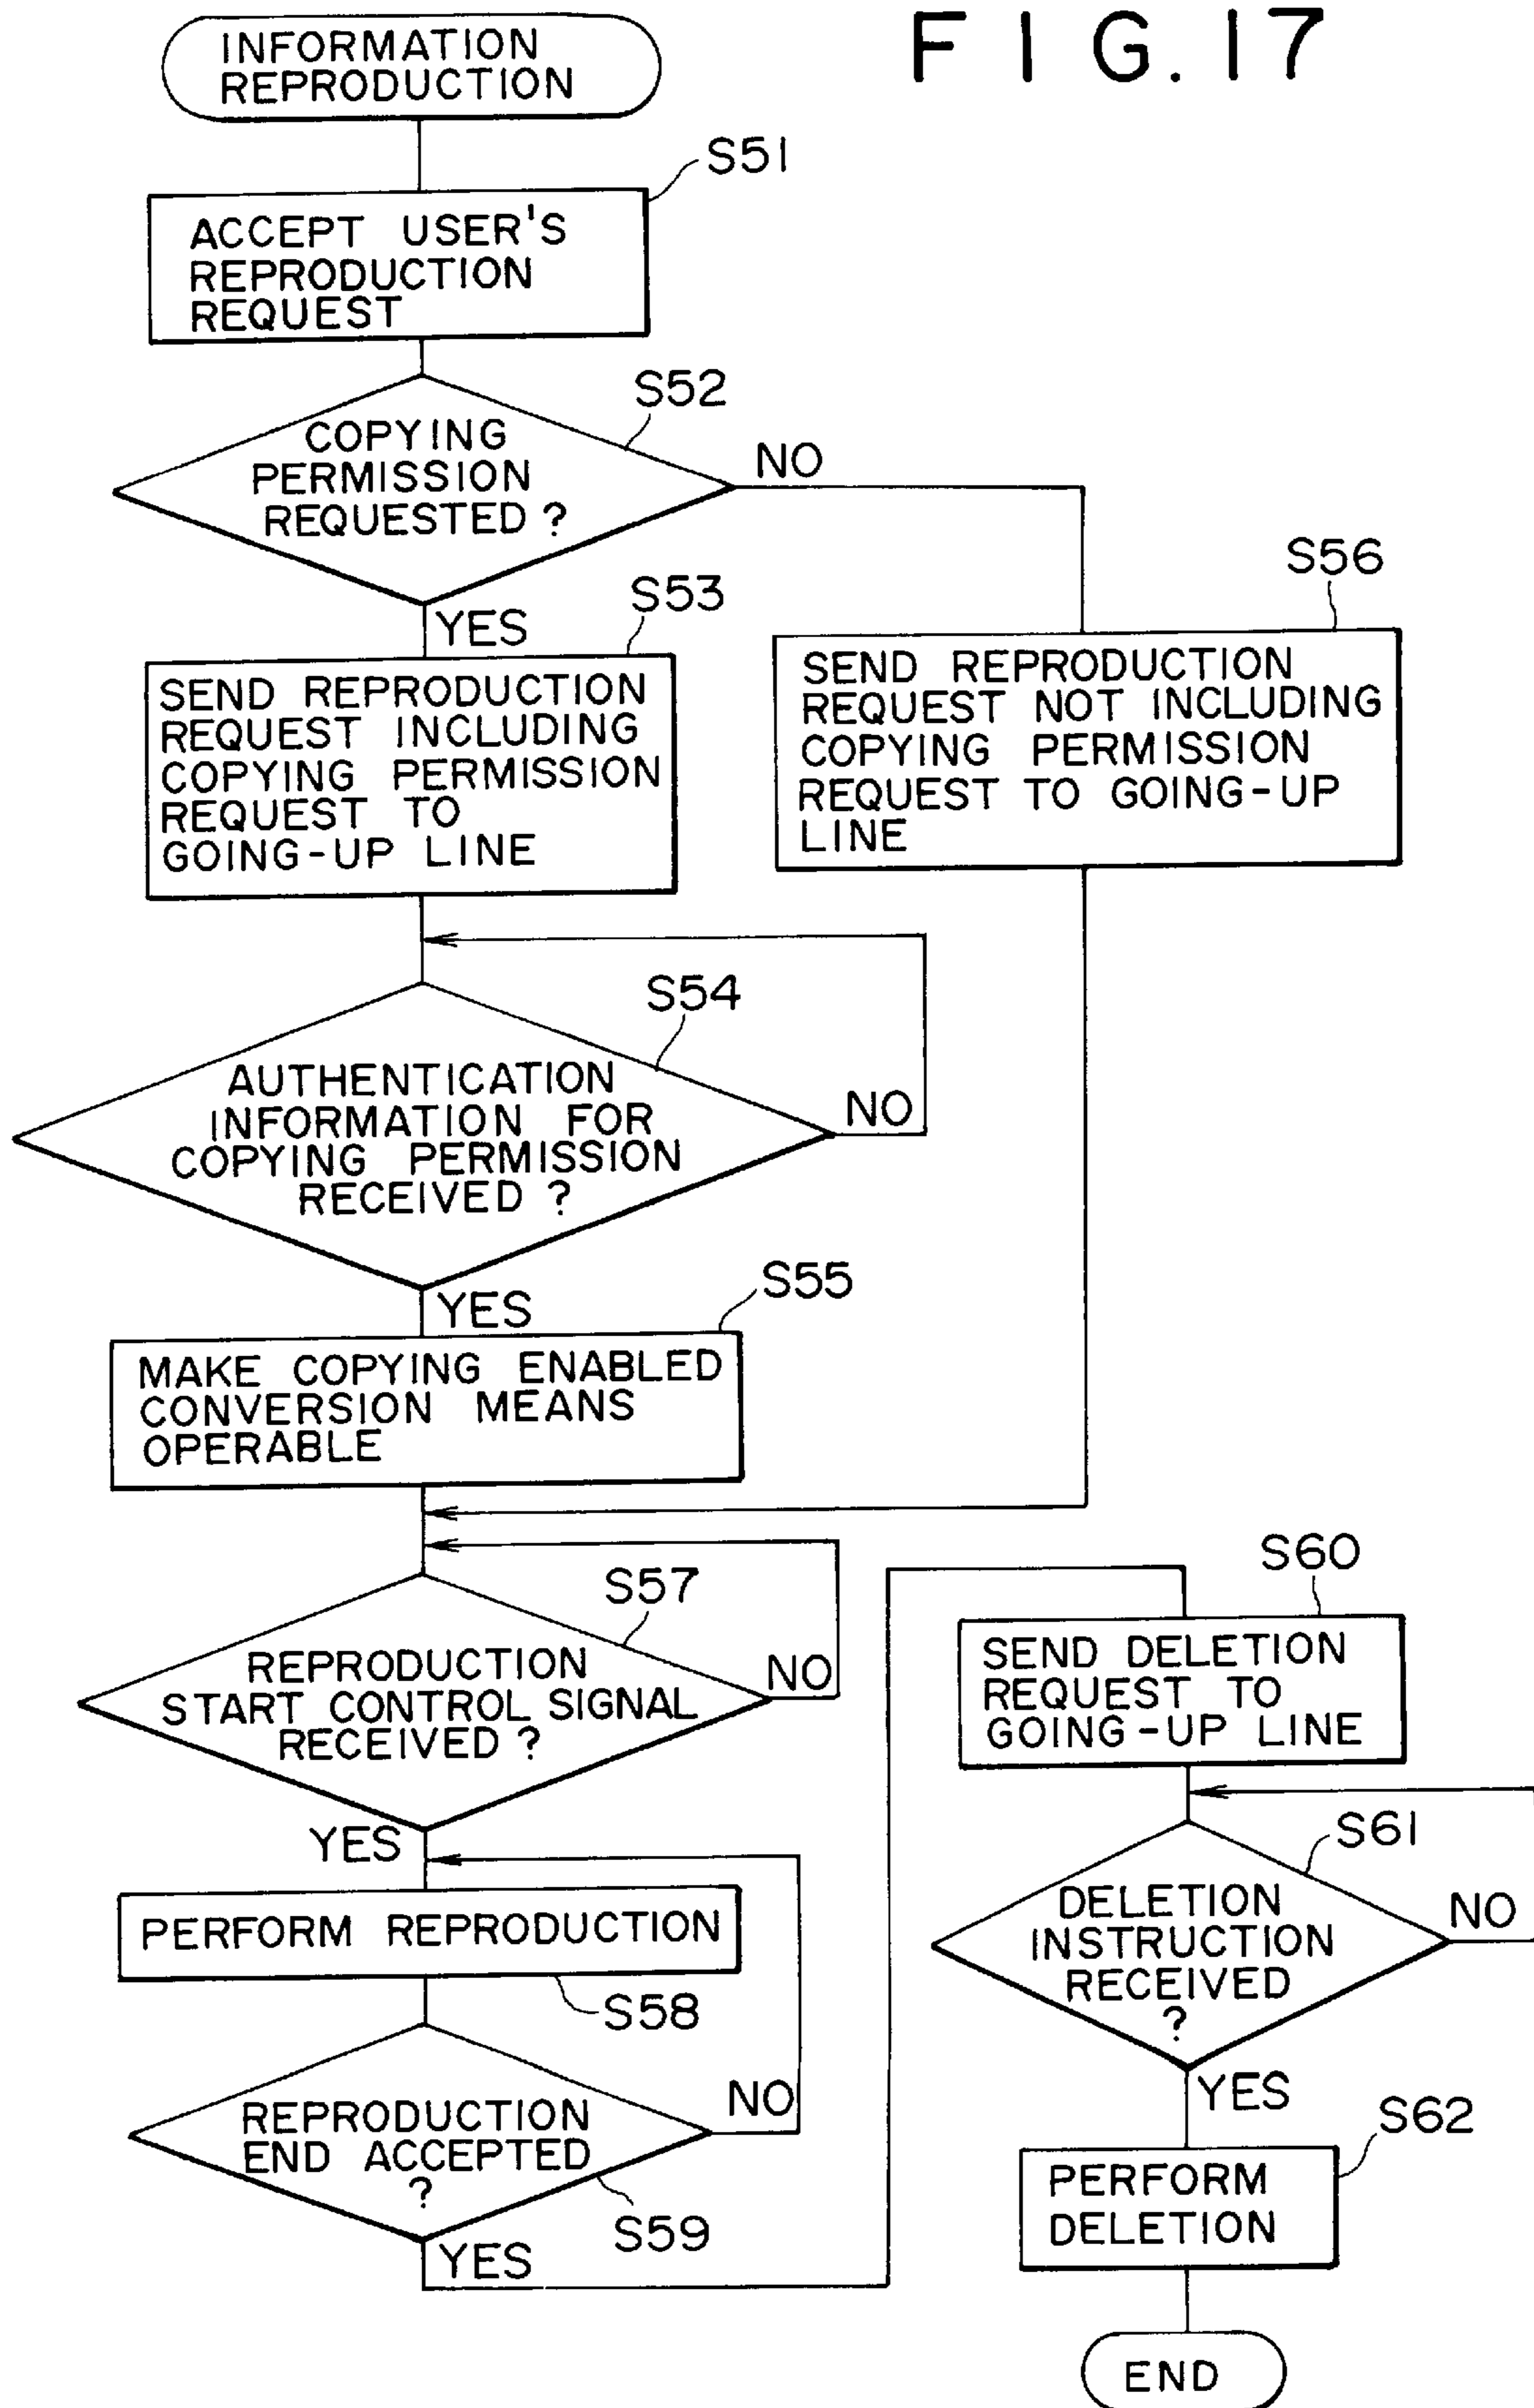 FIG. 17
INFORMATION
REPRODUCTION
S51
ACCEPT USER'S
REPRODUCTION
REQUEST
S52
COPYING
PERMISSION
REQUESTED ?
NO
YES
S53
SEND REPRODUCTION
REQUEST INCLUDING
COPYING PERMISSION
REQUEST TO
GOING-UP LINE
S56
SEND REPRODUCTION
REQUEST NOT INCLUDING
COPYING PERMISSION
REQUEST TO GOING-UP
LINE
S54
AUTHENTICATION
INFORMATION FOR
COPYING PERMISSION
RECEIVED ?
NO
YES
S55
MAKE COPYING ENABLED
CONVERSION MEANS
OPERABLE
S57
REPRODUCTION
START CONTROL SIGNAL
RECEIVED ?
NO
YES
PERFORM REPRODUCTION
S58
REPRODUCTION
END ACCEPTED
?
NO
S59
YES
S60
SEND DELETION
REQUEST TO
GOING-UP LINE
S61
DELETION
INSTRUCTION
RECEIVED
?
NO
YES
S62
PERFORM
DELETION
END